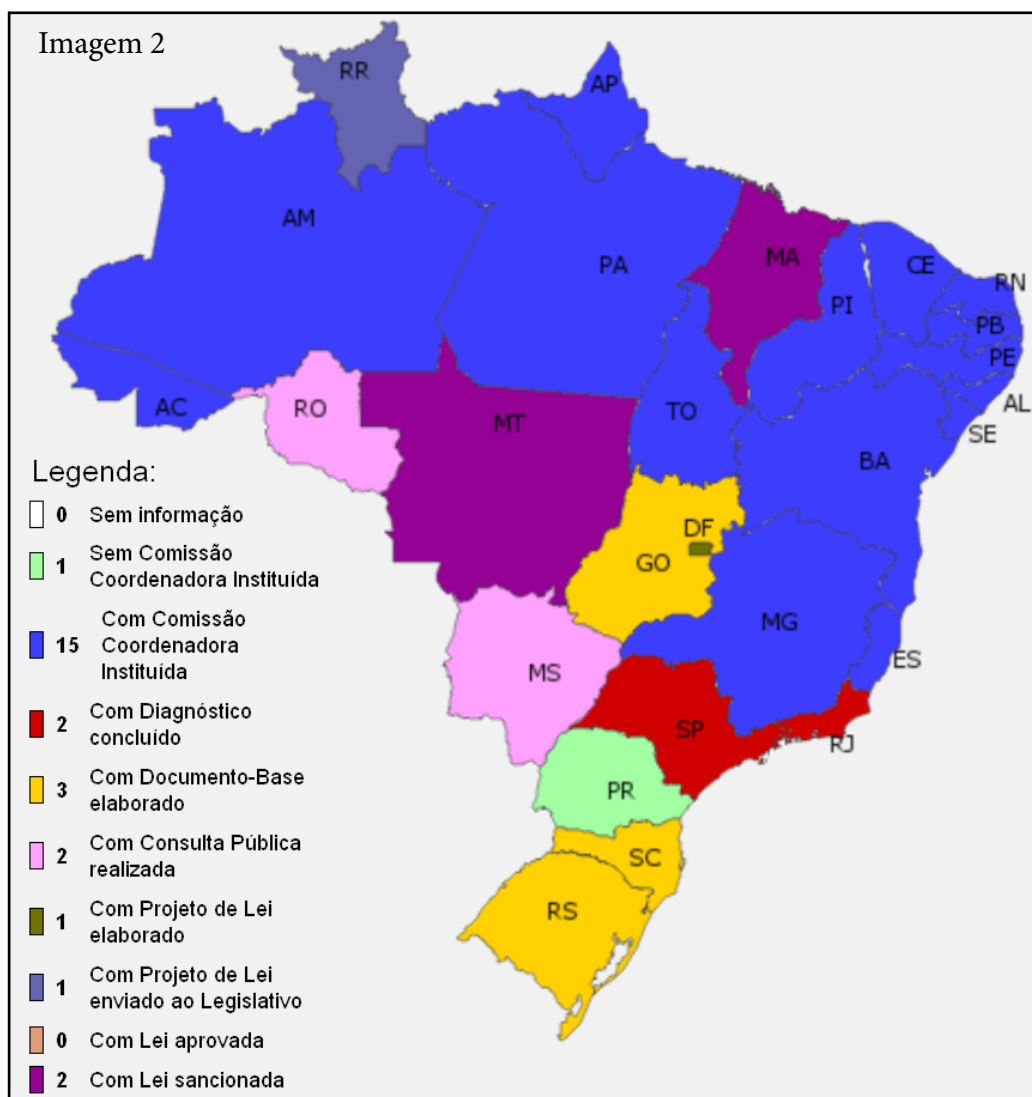 Imagem 2
RR
AP
AM
PA
MA
CE
RN
PI
PB
PE
AC
RO
MT
TO
AL
SE
BA
DF
GO
MG
MS
ES
SP
RJ
PR
SC
RS
Legenda:
0 Sem informação
1 Sem Comissão
Coordenadora Instituída
15 Com Comissão
Coordenadora
Instituída
2 Com Diagnóstico
concluído
3 Com Documento-Base
elaborado
2 Com Consulta Pública
realizada
1 Com Projeto de Lei
elaborado
1 Com Projeto de Lei
enviado ao Legislativo
0 Com Lei aprovada
2 Com Lei sancionada